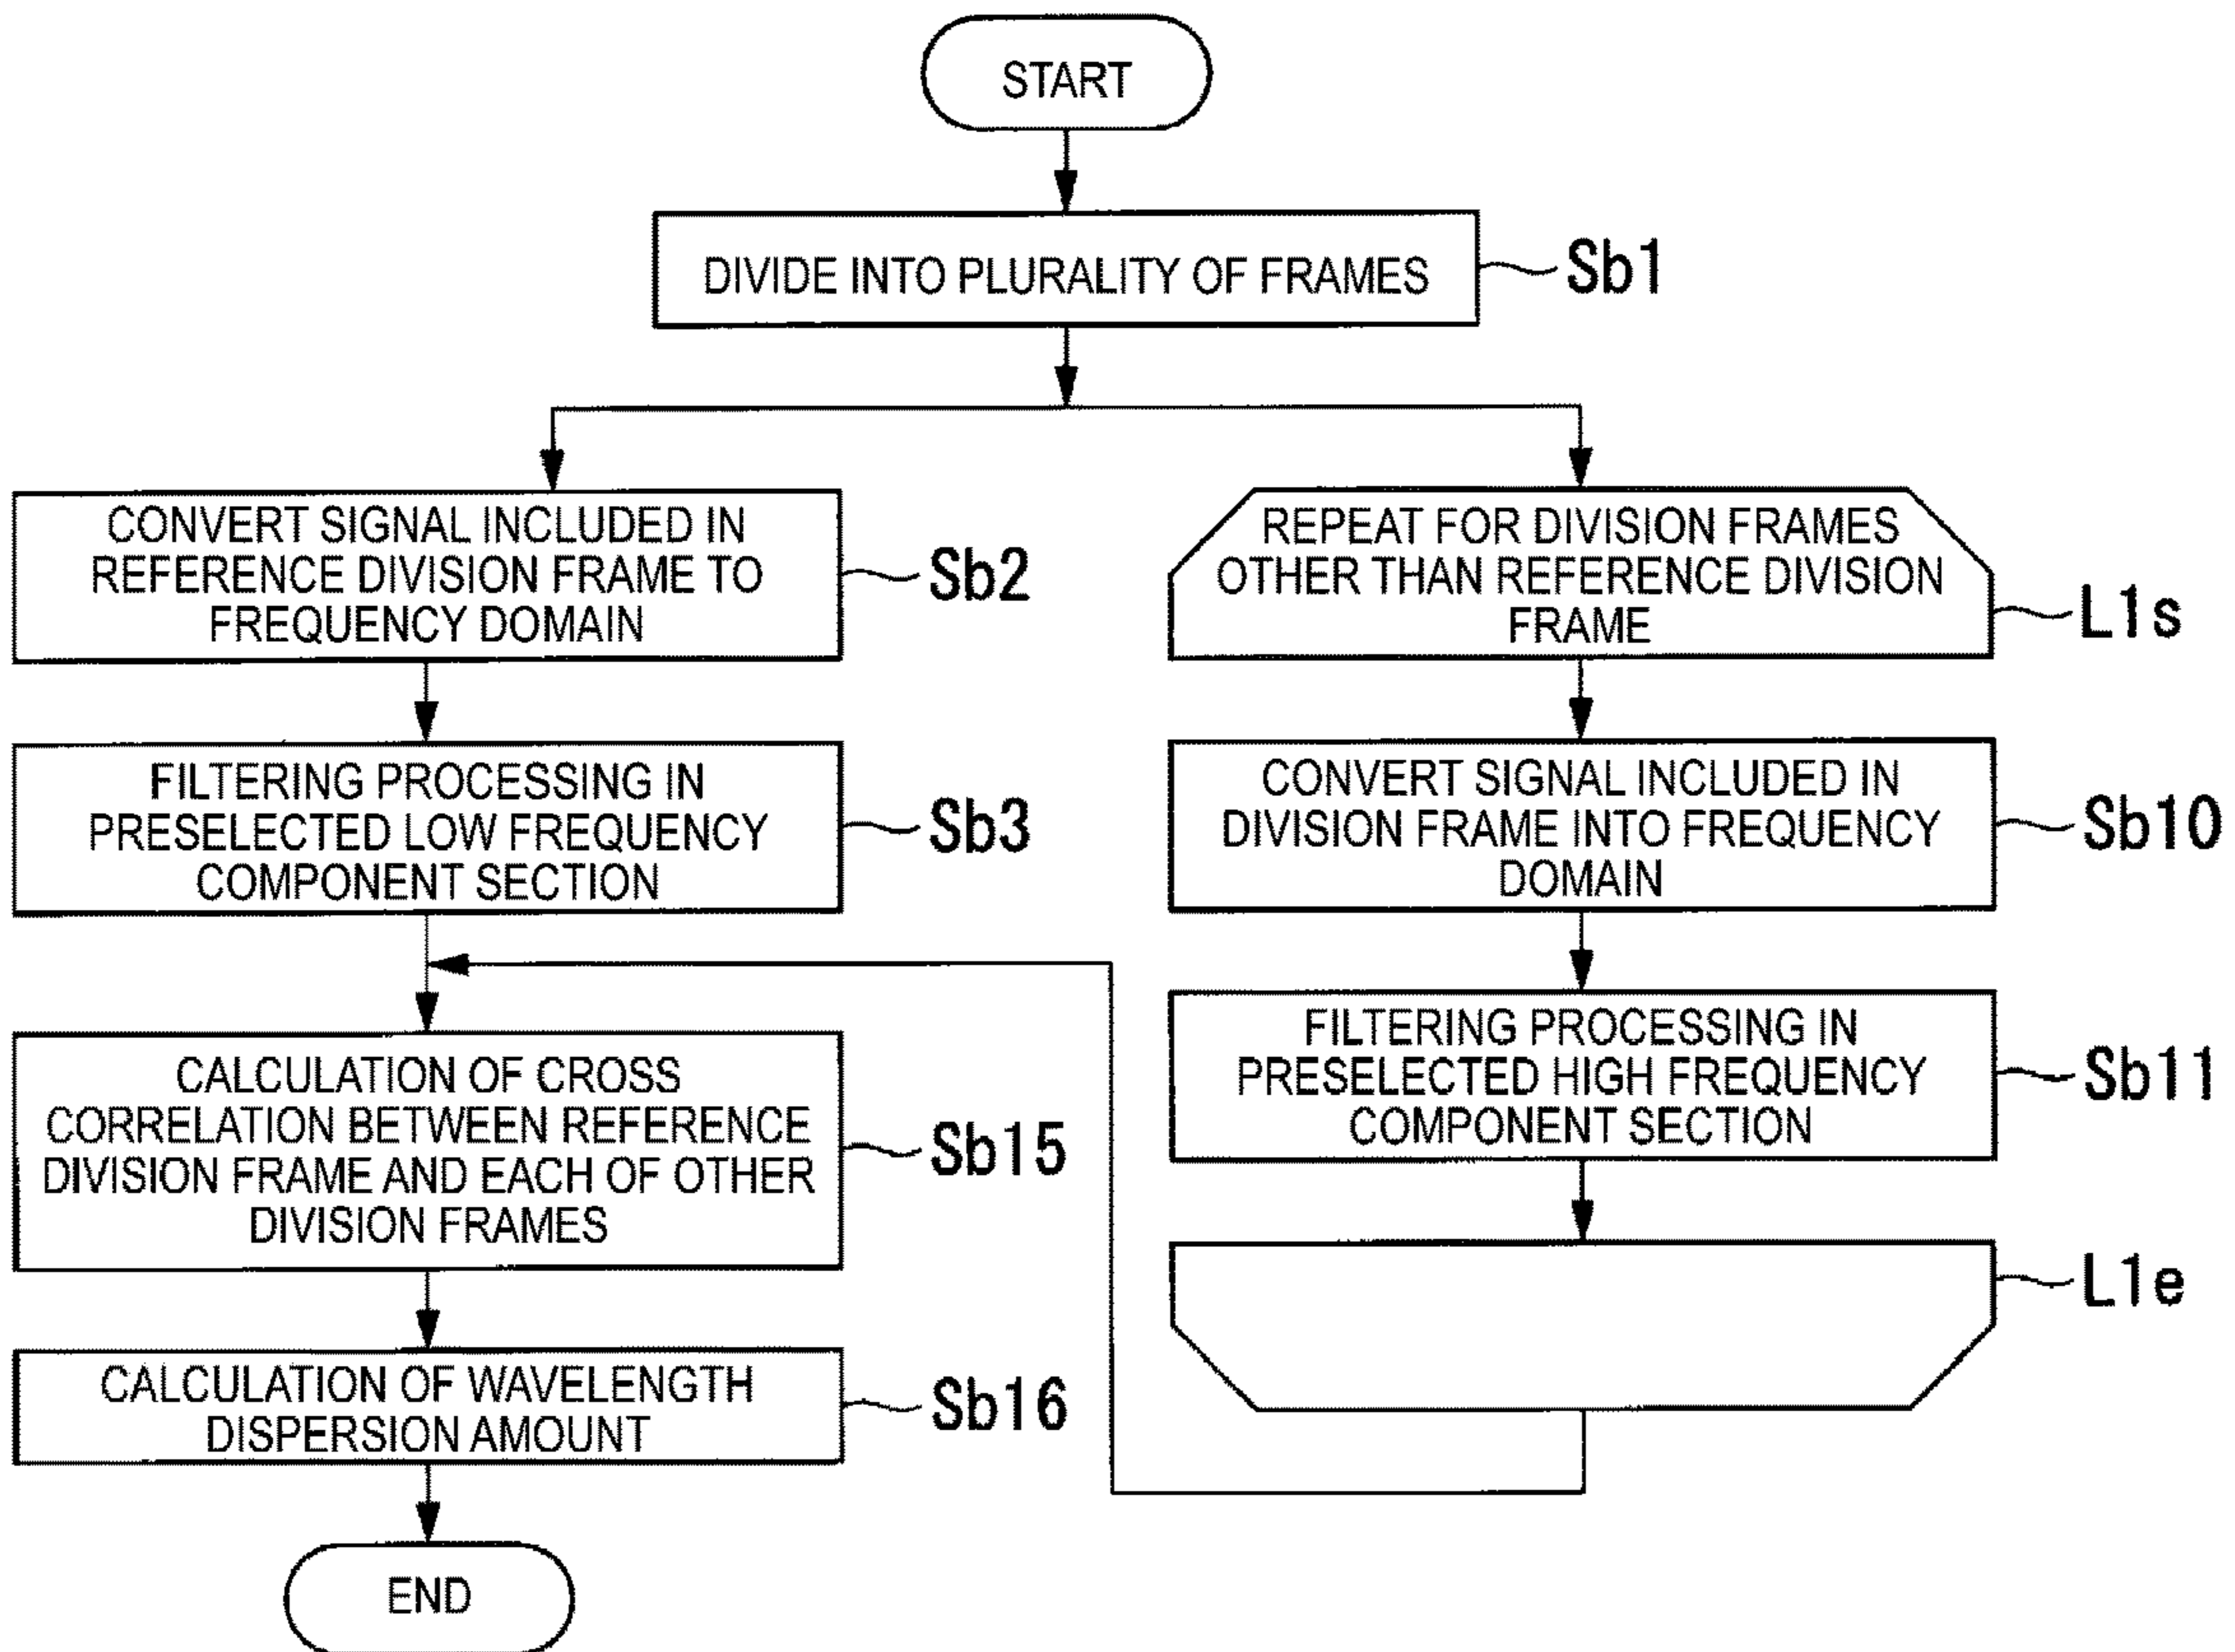 START
DIVIDE INTO PLURALITY OF FRAMES
Sb1
CONVERT SIGNAL INCLUDED IN
REFERENCE DIVISION FRAME TO
FREQUENCY DOMAIN
Sb2
REPEAT FOR DIVISION FRAMES
OTHER THAN REFERENCE DIVISION
FRAME
L1s
FILTERING PROCESSING IN
PRESELECTED LOW FREQUENCY
COMPONENT SECTION
Sb3
CONVERT SIGNAL INCLUDED IN
DIVISION FRAME INTO FREQUENCY
DOMAIN
Sb10
FILTERING PROCESSING IN
PRESELECTED HIGH FREQUENCY
COMPONENT SECTION
Sb11
CALCULATION OF CROSS
CORRELATION BETWEEN REFERENCE
DIVISION FRAME AND EACH OF OTHER
DIVISION FRAMES
Sb15
L1e
CALCULATION OF WAVELENGTH
DISPERSION AMOUNT
Sb16
END